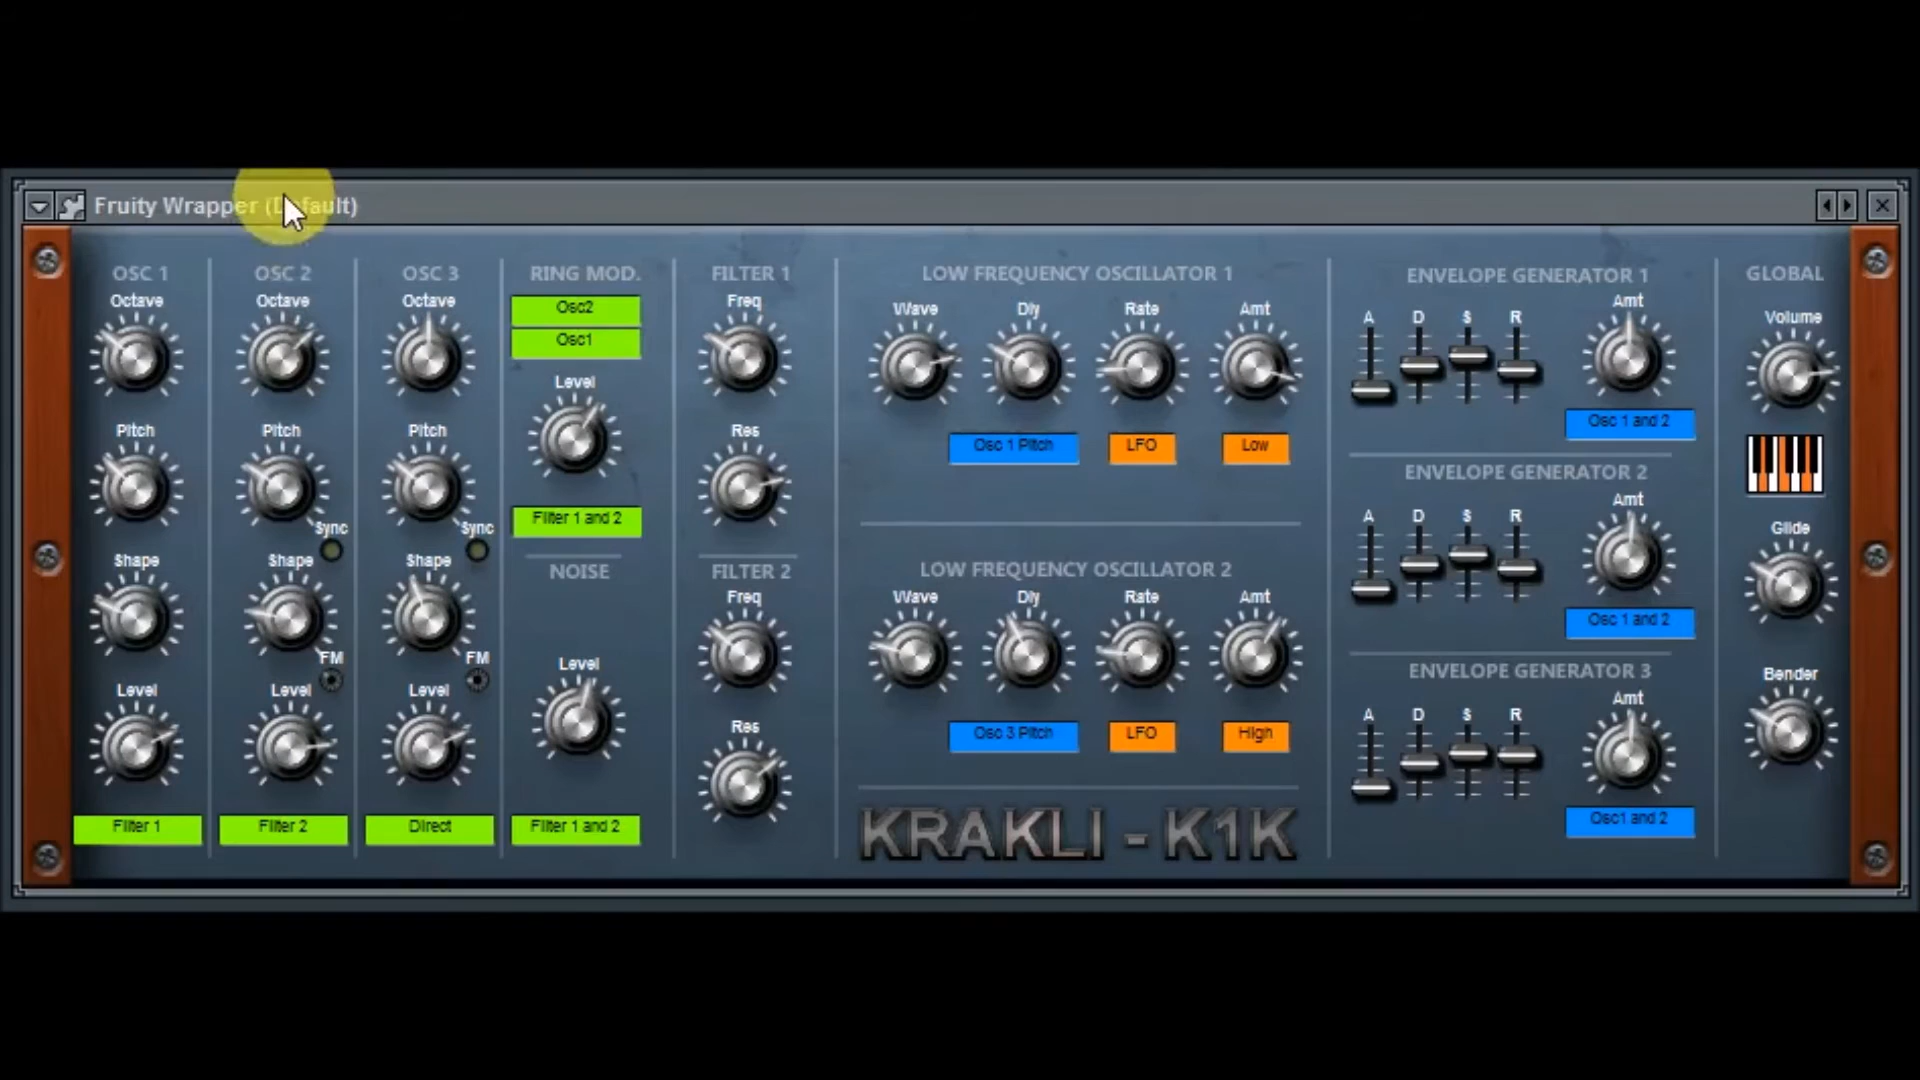 Fruity Wrapper (Default)
OSC 1
Octave
Pitch
Shape
Level
Filter 1
OSC 2
Octave
Pitch
Sync
Shape
FM
Level
Filter 2
OSC 3
Octave
Pitch
Sync
Shape
FM
Level
Direct
RING MOD.
Osc2
Osc1
Level
Filter 1 and 2
NOISE
Level
Filter 1 and 2
FILTER 1
Freq
Res
FILTER 2
Freq
Res
LOW FREQUENCY OSCILLATOR 1
Wave Dly Rate Amt
Osc 1 Pitch LFO Low
LOW FREQUENCY OSCILLATOR 2
Wave Dly Rate Amt
Osc 3 Pitch LFO High
KRAKLI - K1K
ENVELOPE GENERATOR 1
A D S R Amt
Osc 1 and 2
ENVELOPE GENERATOR 2
A D S R Amt
Osc 1 and 2
ENVELOPE GENERATOR 3
A D S R Amt
Osc1 and 2
GLOBAL
Volume
Glide
Bender